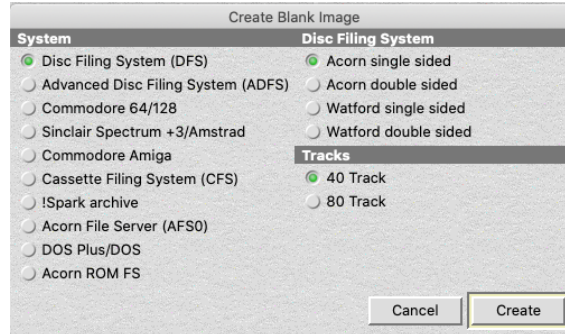 Create Blank Image
System
Disc Filing System (DFS)
Advanced Disc Filing System (ADFS)
Commodore 64/128
Sinclair Spectrum +3/Amstrad
Commodore Amiga
Cassette Filing System (CFS)
!Spark archive
Acorn File Server (AFS0)
DOS Plus/DOS
Acorn ROM FS
Disc Filing System
Acorn single sided
Acorn double sided
Watford single sided
Watford double sided
Tracks
40 Track
80 Track
Cancel
Create